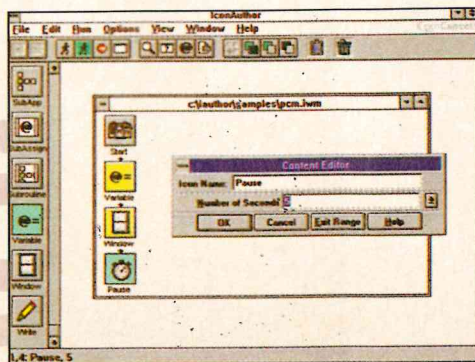 IconAuthor
File Edit Run Options View Window Help
SubApp
SubAssign
Subroutine
Variable
Window
Write
c:\iauthor\samples\pcm.iwm
Start
Variable
Window
Pause
Content Editor
Icon Name: Pause
Number of Seconds 5
OK Cancel Exit Range Help
1,4: Pause, 5